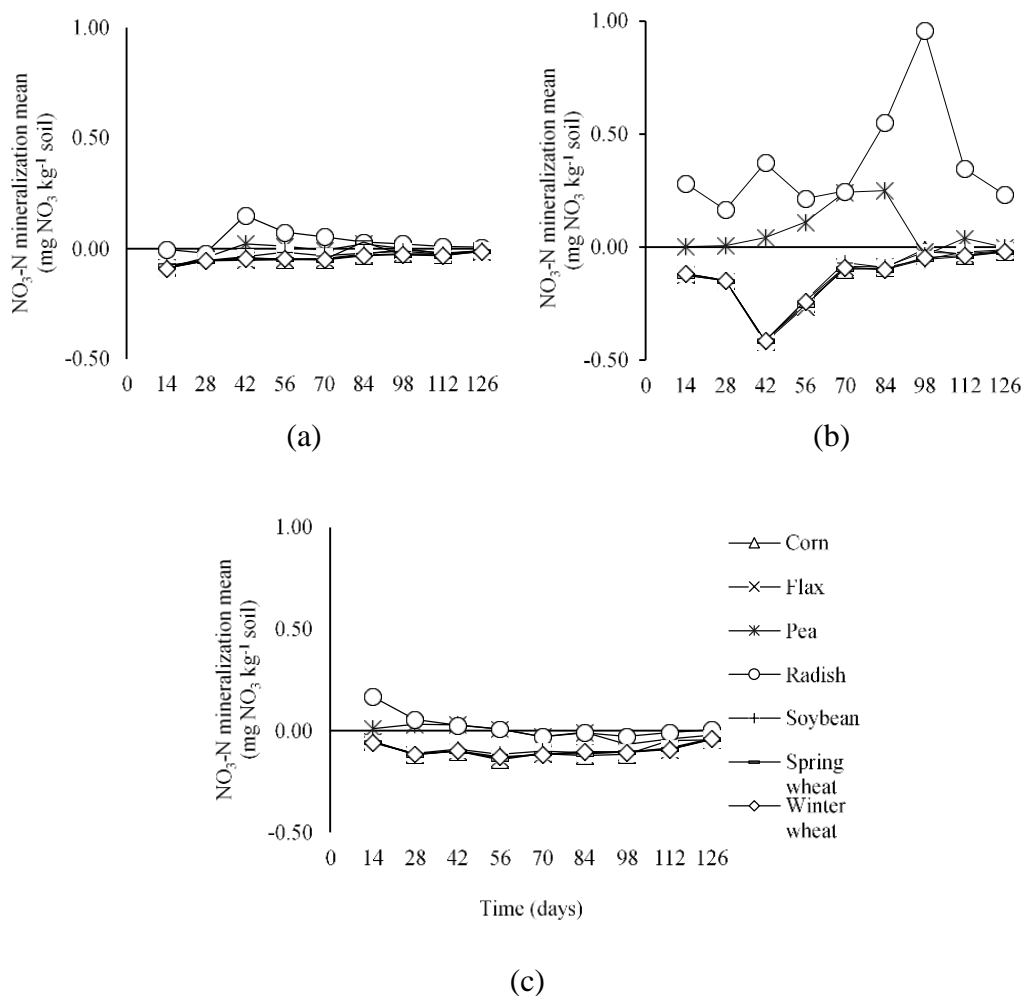 1.00
0.50
0.00
-0.50
0 14 28 42 56 70 84 98 112 126
NO₃-N mineralization mean
(mg NO₃ kg⁻¹ soil)
(a)
1.00
0.50
0.00
-0.50
0 14 28 42 56 70 84 98 112 126
NO₃-N mineralization mean
(mg NO₃ kg⁻¹ soil)
(b)
1.00
0.50
0.00
-0.50
0 14 28 42 56 70 84 98 112 126
NO₃-N mineralization mean
(mg NO₃ kg⁻¹ soil)
Time (days)
Corn
Flax
Pea
Radish
Soybean
Spring
wheat
Winter
wheat
(c)